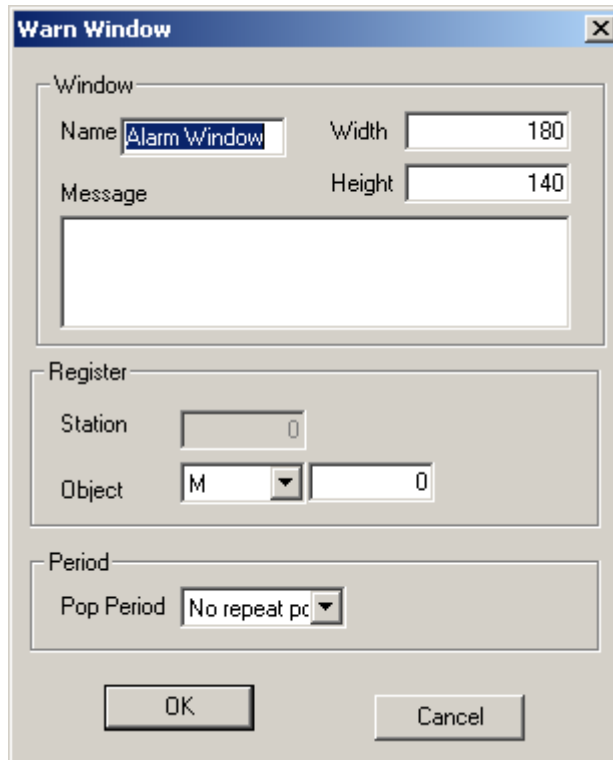 Warn Window
Window
Name Alarm Window Width 180
Message Height 140
Register
Station 0
Object M 0
Period
Pop Period No repeat
OK Cancel